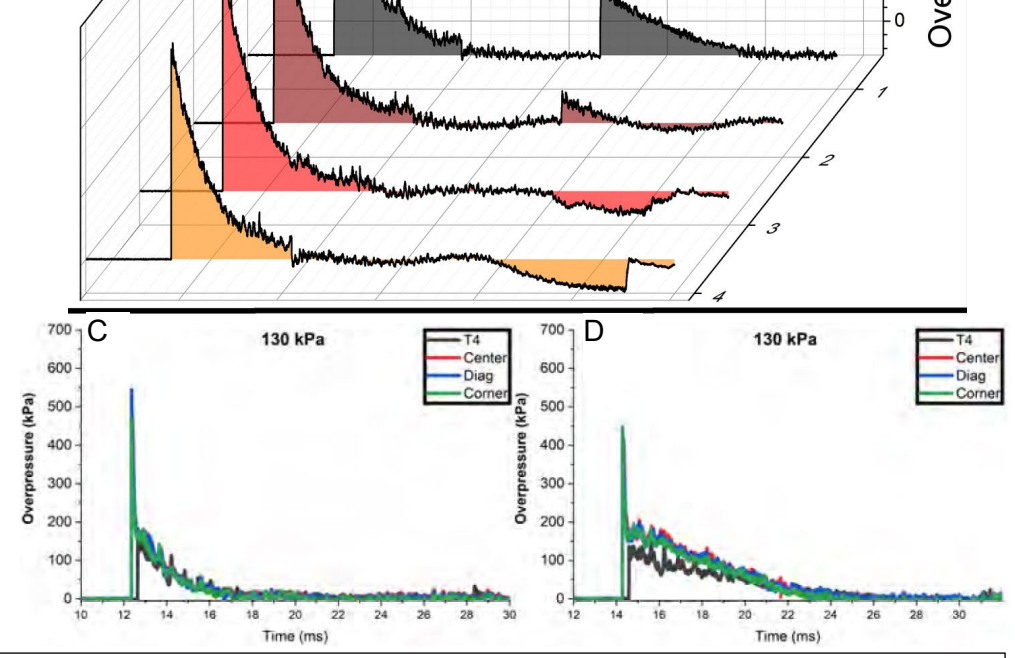 0
Ove
1
2
3
4
C
130 kPa
T4
Center
Diag
Corner
700
600
500
400
300
200
100
0
Overpressure (kPa)
10 12 14 16 18 20 22 24 26 28 30
Time (ms)
D
130 kPa
T4
Center
Diag
Corner
700
600
500
400
300
200
100
0
Overpressure (kPa)
12 14 16 18 20 22 24 26 28 30
Time (ms)